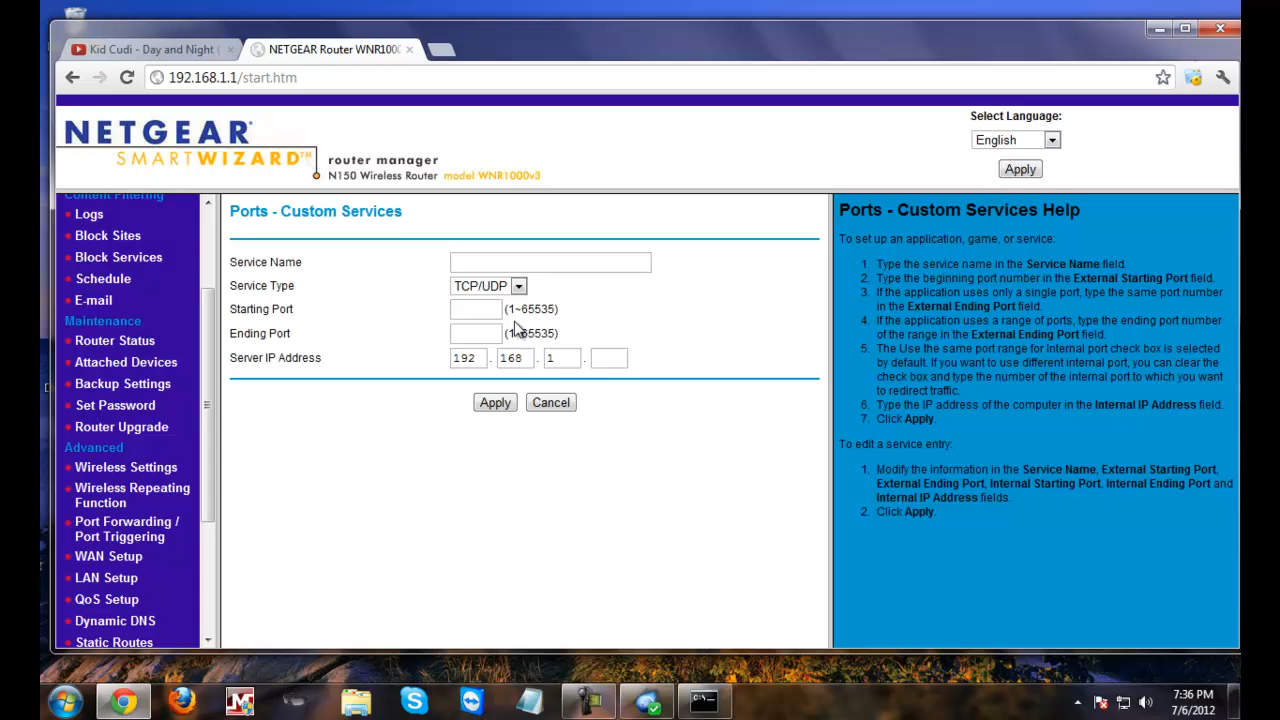 Kid Cudi - Day and Night (
NETGEAR Router WNR100
192.168.1.1/start.htm
NETGEAR
SMARTWIZARD™
router manager
N150 Wireless Router model WNR1000v3
Select Language:
English
Apply
Content Filtering
Logs
Block Sites
Block Services
Schedule
E-mail
Maintenance
Router Status
Attached Devices
Backup Settings
Set Password
Router Upgrade
Advanced
Wireless Settings
Wireless Repeating
Function
Port Forwarding /
Port Triggering
WAN Setup
LAN Setup
QoS Setup
Dynamic DNS
Static Routes
Ports - Custom Services
Service Name
Service Type TCP/UDP
Starting Port (1~65535)
Ending Port (1~65535)
Server IP Address 192 . 168 . 1 .
Apply Cancel
Ports - Custom Services Help
To set up an application, game, or service:
1. Type the service name in the Service Name field.
2. Type the beginning port number in the External Starting Port field.
3. If the application uses only a single port, type the same port number
in the External Ending Port field.
4. If the application uses a range of ports, type the ending port number
of the range in the External Ending Port field.
5. The Use the same port range for Internal port check box is selected
by default. If you want to use different internal port, you can clear the
check box and type the number of the internal port to which you want
to redirect traffic.
6. Type the IP address of the computer in the Internal IP Address field.
7. Click Apply.
To edit a service entry:
1. Modify the information in the Service Name, External Starting Port,
External Ending Port, Internal Starting Port, Internal Ending Port and
Internal IP Address fields.
2. Click Apply.
7:36 PM
7/6/2012